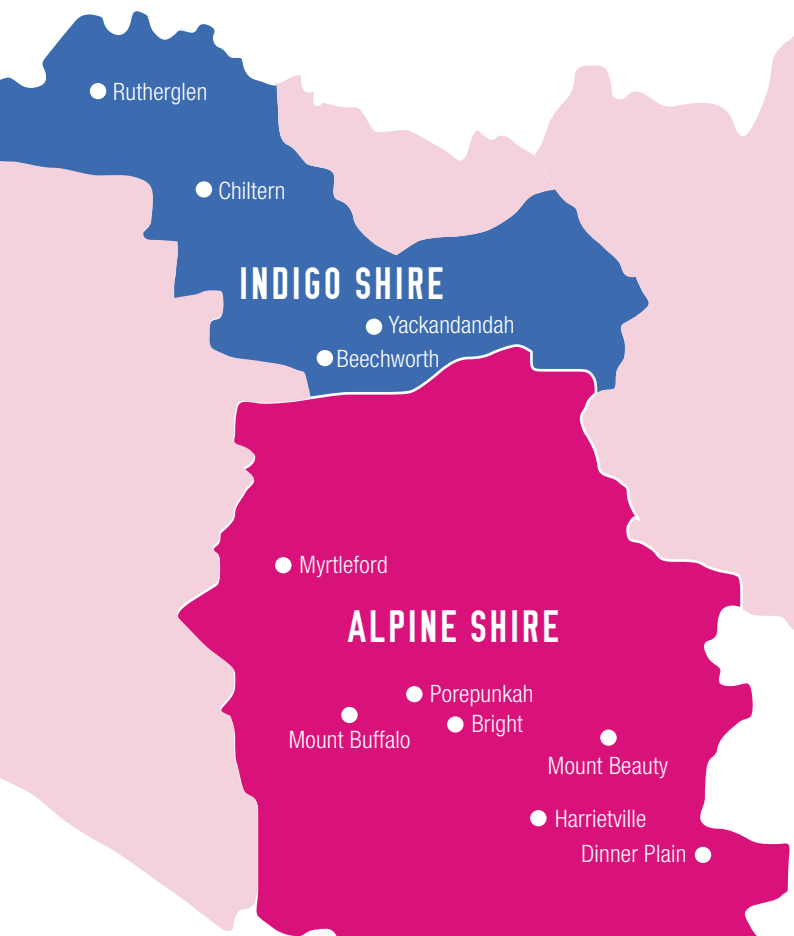 Rutherglen
Chiltern
INDIGO SHIRE
Yackandandah
Beechworth
Myrtleford
ALPINE SHIRE
Porepunkah
Bright
Mount Buffalo
Mount Beauty
Harrietville
Dinner Plain